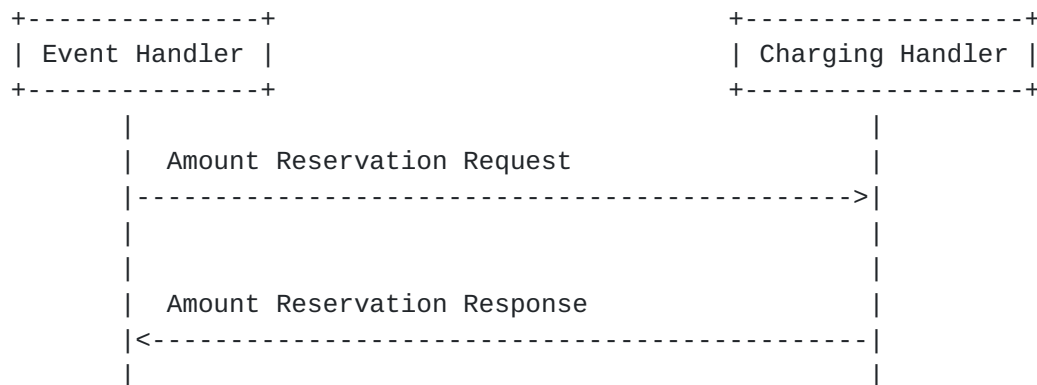 Event Handler
Charging Handler
Amount Reservation Request
Amount Reservation Response